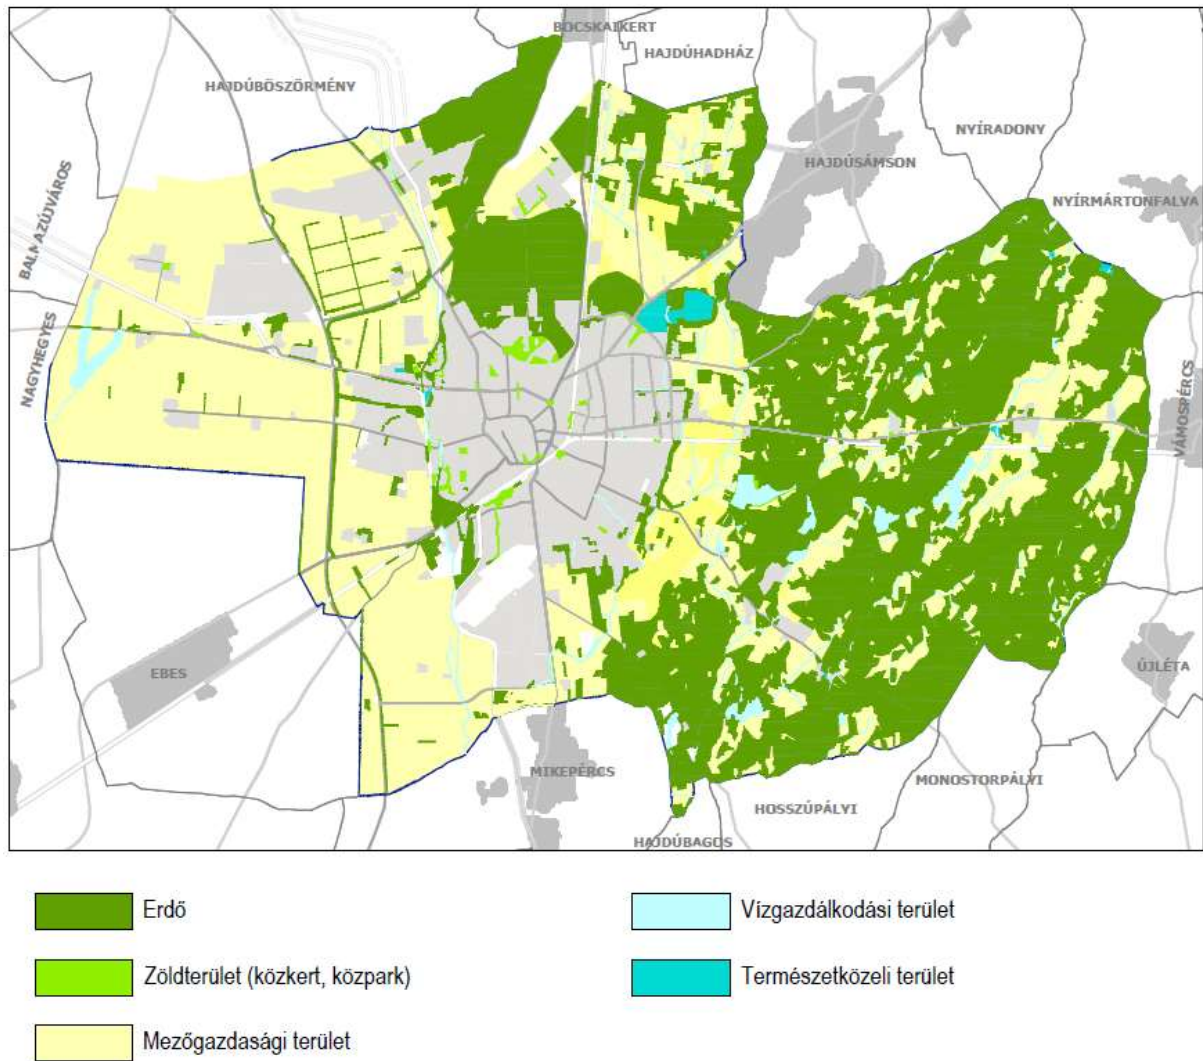 BOCSKAIKERT
HAJDÚHADHÁZ
HAJDÚBÖSZÖRMÉNY
NYÍRADONY
HAJDÚSÁMSON
NYÍRMÁRTONFALVA
BALMAZÚJVÁROS
NAGYHEGYES
VÁMOSPÉRCS
EBES
ÚJLÉTA
MIKEPÉRCS
MONOSTORPÁLYI
HOSSZÚPÁLYI
HAJDÚBAGOS
Erdő
Vízgazdálkodási terület
Zöldterület (közkert, közpark)
Természetközeli terület
Mezőgazdasági terület